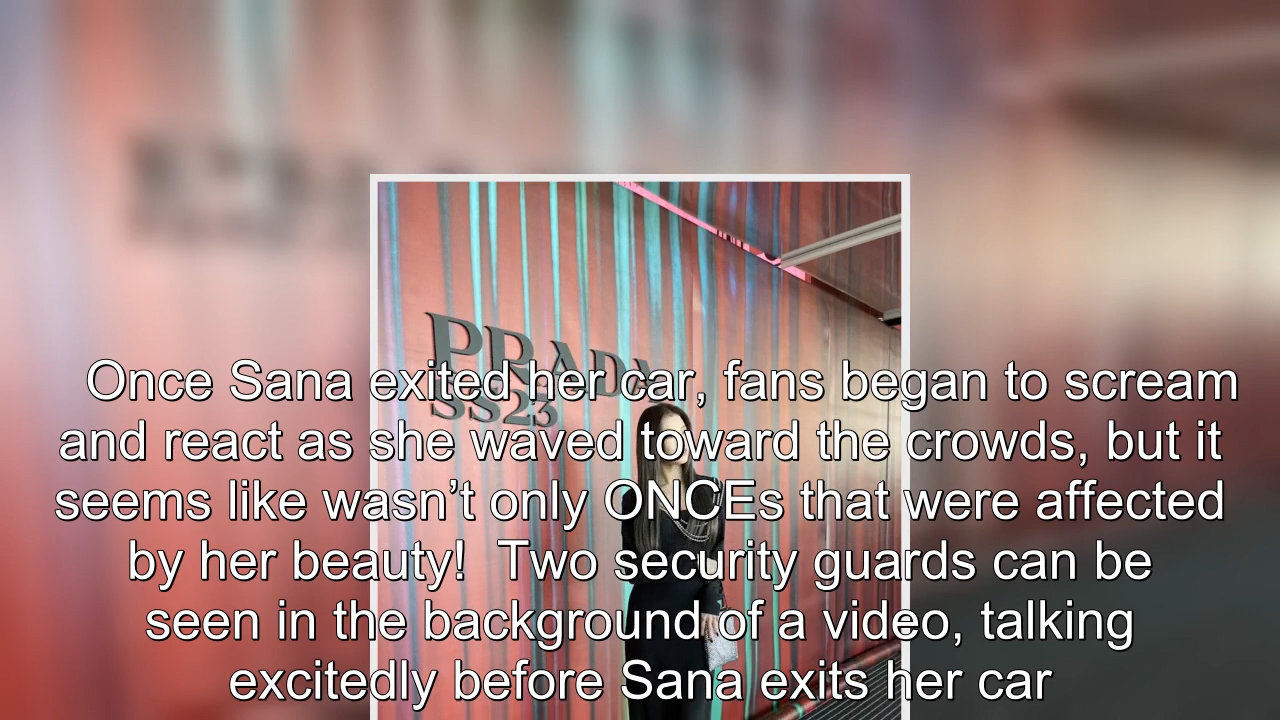 PRADA
SS23
Once Sana exited her car, fans began to scream
and react as she waved toward the crowds, but it
seems like wasn’t only ONCEs that were affected
by her beauty!  Two security guards can be
seen in the background of a video, talking
excitedly before Sana exits her car